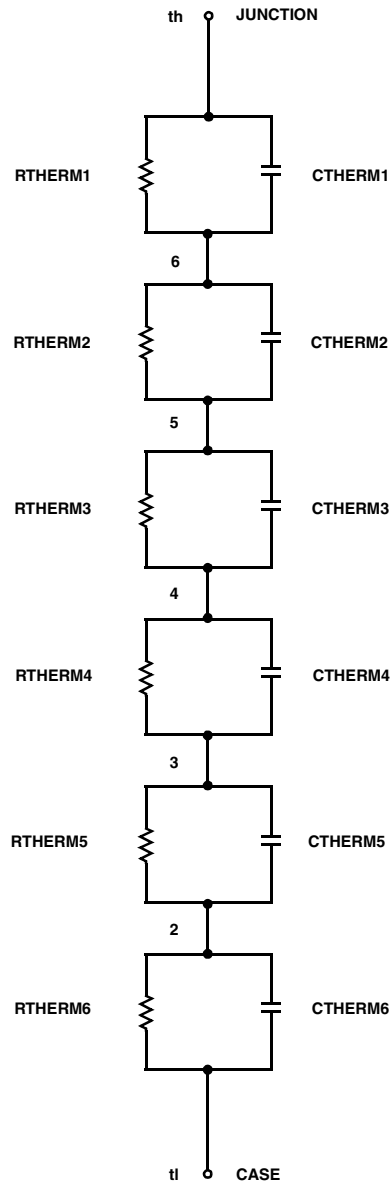 th JUNCTION
RTHERM1 CTHERM1
6
RTHERM2 CTHERM2
5
RTHERM3 CTHERM3
4
RTHERM4 CTHERM4
3
RTHERM5 CTHERM5
2
RTHERM6 CTHERM6
tl CASE